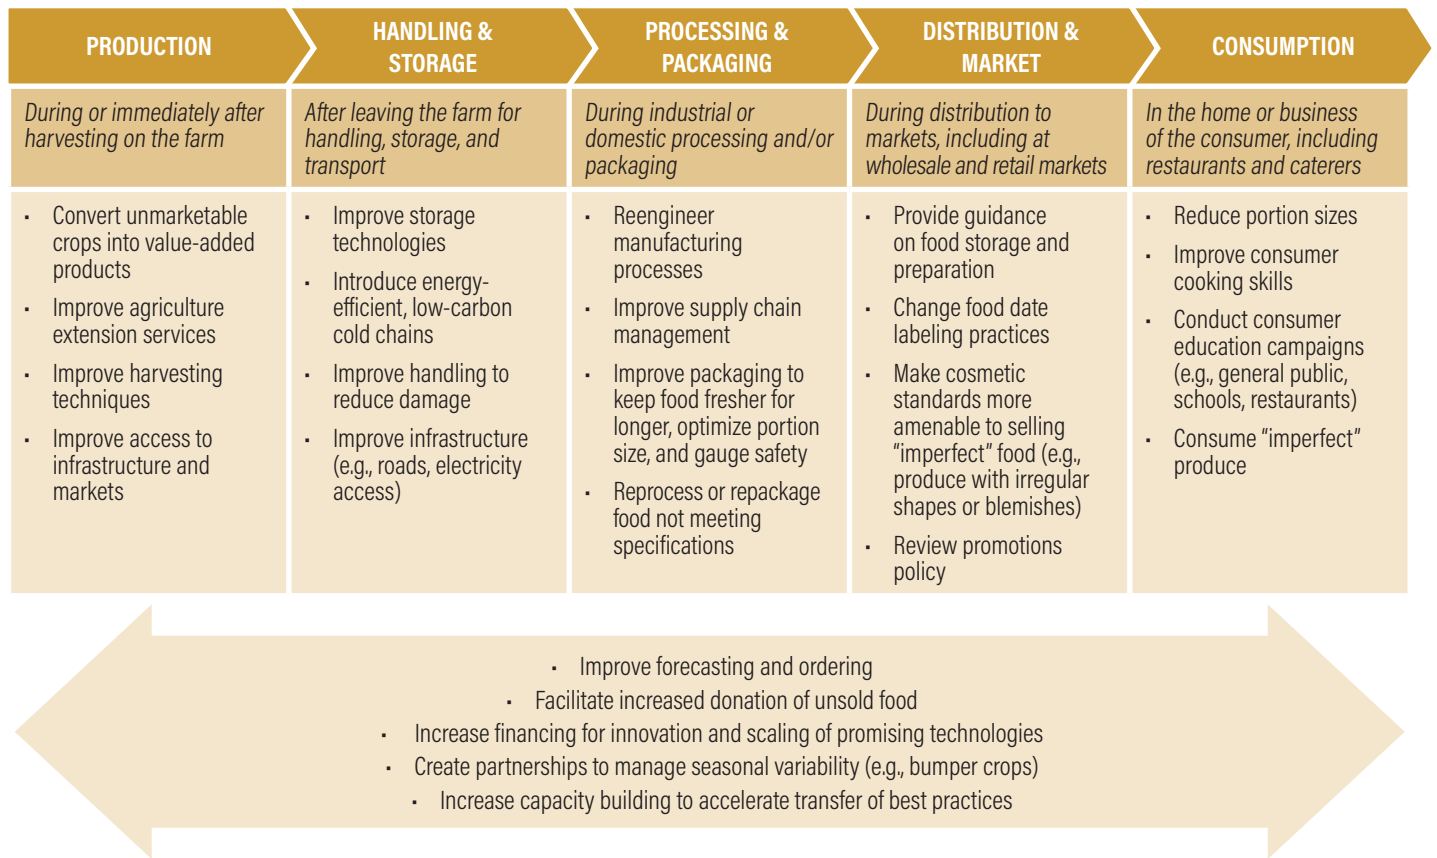 PRODUCTION
HANDLING &
STORAGE
PROCESSING &
PACKAGING
DISTRIBUTION &
MARKET
CONSUMPTION
During or immediately after
harvesting on the farm
After leaving the farm for
handling, storage, and
transport
During industrial or
domestic processing and/or
packaging
During distribution to
markets, including at
wholesale and retail markets
In the home or business
of the consumer, including
restaurants and caterers
▪ Convert unmarketable
crops into value-added
products
▪ Improve agriculture
extension services
▪ Improve harvesting
techniques
▪ Improve access to
infrastructure and
markets
▪ Improve storage
technologies
▪ Introduce energy-
efficient, low-carbon
cold chains
▪ Improve handling to
reduce damage
▪ Improve infrastructure
(e.g., roads, electricity
access)
▪ Reengineer
manufacturing
processes
▪ Improve supply chain
management
▪ Improve packaging to
keep food fresher for
longer, optimize portion
size, and gauge safety
▪ Reprocess or repackage
food not meeting
specifications
▪ Provide guidance
on food storage and
preparation
▪ Change food date
labeling practices
▪ Make cosmetic
standards more
amenable to selling
“imperfect” food (e.g.,
produce with irregular
shapes or blemishes)
▪ Review promotions
policy
▪ Reduce portion sizes
▪ Improve consumer
cooking skills
▪ Conduct consumer
education campaigns
(e.g., general public,
schools, restaurants)
▪ Consume “imperfect”
produce
▪ Improve forecasting and ordering
▪ Facilitate increased donation of unsold food
▪ Increase financing for innovation and scaling of promising technologies
▪ Create partnerships to manage seasonal variability (e.g., bumper crops)
▪ Increase capacity building to accelerate transfer of best practices